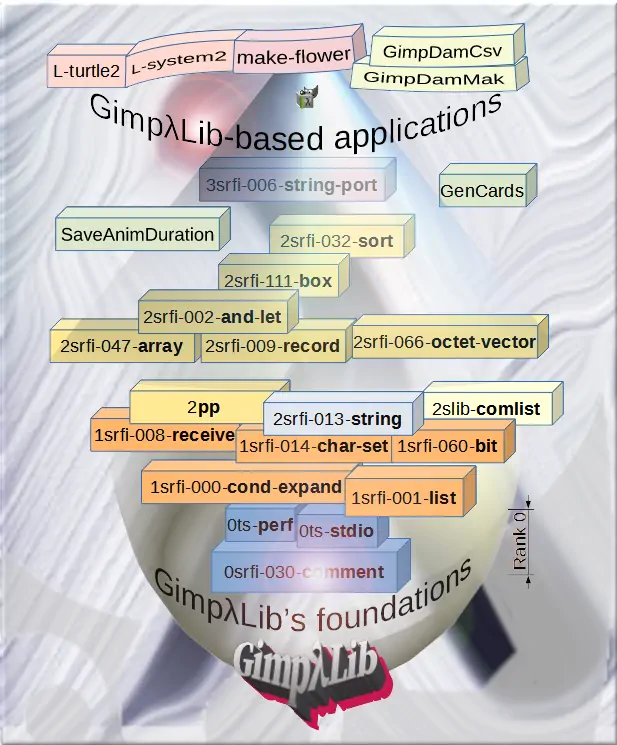 L-turtle2
L-system2
make-flower
GimpDamCsv
GimpDamMak
GimpλLib-based applications
3srfi-006-string-port
GenCards
SaveAnimDuration
2srfi-032-sort
2srfi-111-box
2srfi-002-and-let
2srfi-047-array
2srfi-009-record
2srfi-066-octet-vector
2pp
2srfi-013-string
2slib-comlist
1srfi-008-receive
1srfi-014-char-set
1srfi-060-bit
1srfi-000-cond-expand
1srfi-001-list
0ts-perf
0ts-stdio
Rank 0
0srfi-030-comment
GimpλLib's foundations
GimpλLib